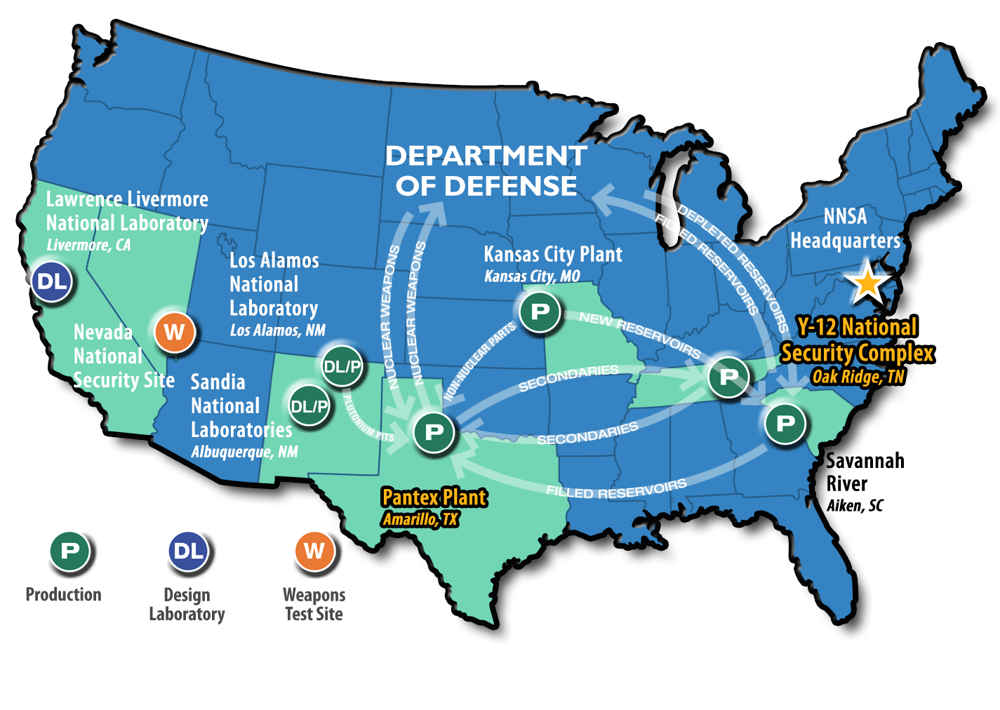 DEPARTMENT
OF DEFENSE
Lawrence Livermore
National Laboratory
Livermore, CA
DL
Nevada
National
Security Site
W
Los Alamos
National
Laboratory
Los Alamos, NM
DL/P
Sandia
National
Laboratories
Albuquerque, NM
DL/P
PLUTONIUM PITS
NUCLEAR WEAPONS
NUCLEAR WEAPONS
Kansas City Plant
Kansas City, MO
P
NON-NUCLEAR PARTS
NEW RESERVOIRS
SECONDARIES
SECONDARIES
FILLED RESERVOIRS
DEPLETED RESERVOIRS
FILLED RESERVOIRS
NNSA
Headquarters
Y-12 National
Security Complex
Oak Ridge, TN
P
P
Savannah
River
Aiken, SC
P
Pantex Plant
Amarillo, TX
P
Production
DL
Design
Laboratory
W
Weapons
Test Site